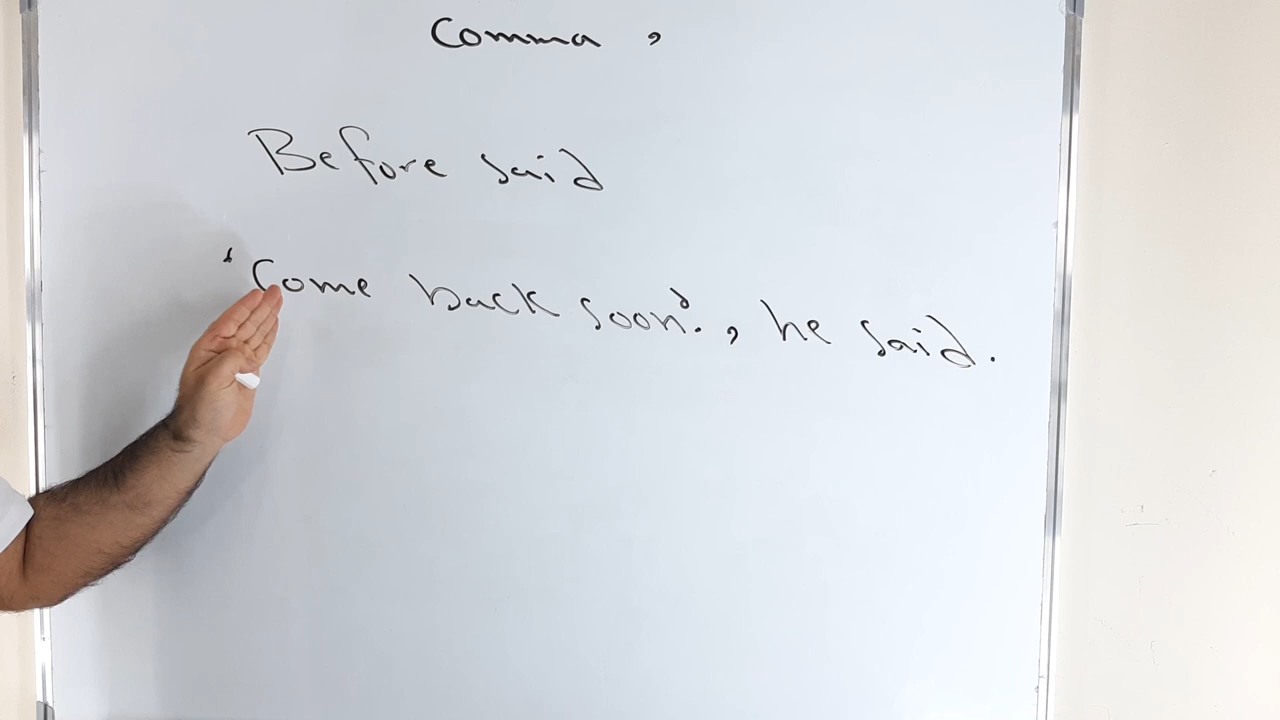 Comma ,
Before said
‘Come back soon’. , he said.